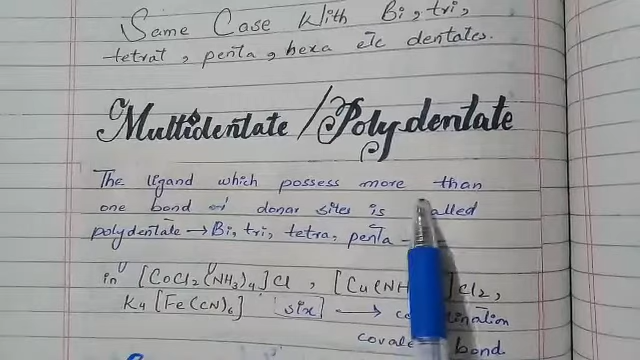 Same Case With Bi, tri,
tetrat, penta, hexa etc dentates.
Multidentate / Polydentate
The ligand which possess more than
one bond donar sites is called
polydentate → Bi, tri, tetra, penta -
in [CoCl2(NH3)4]Cl , [Cu(NH ]Cl2,
K4 [Fe(CN)6] [six] →
covalent bond.